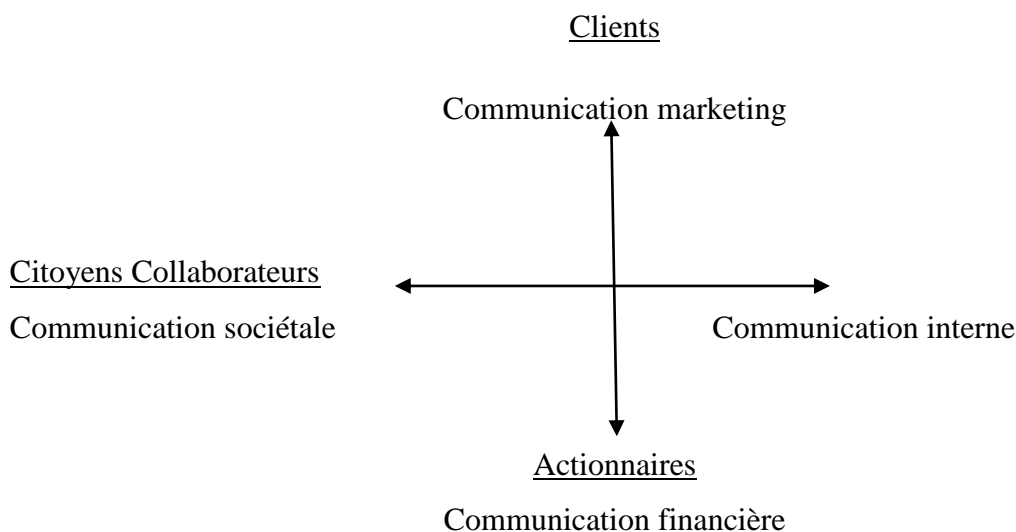 Clients
Communication marketing
Citoyens Collaborateurs
Communication sociétale
Communication interne
Actionnaires
Communication financière